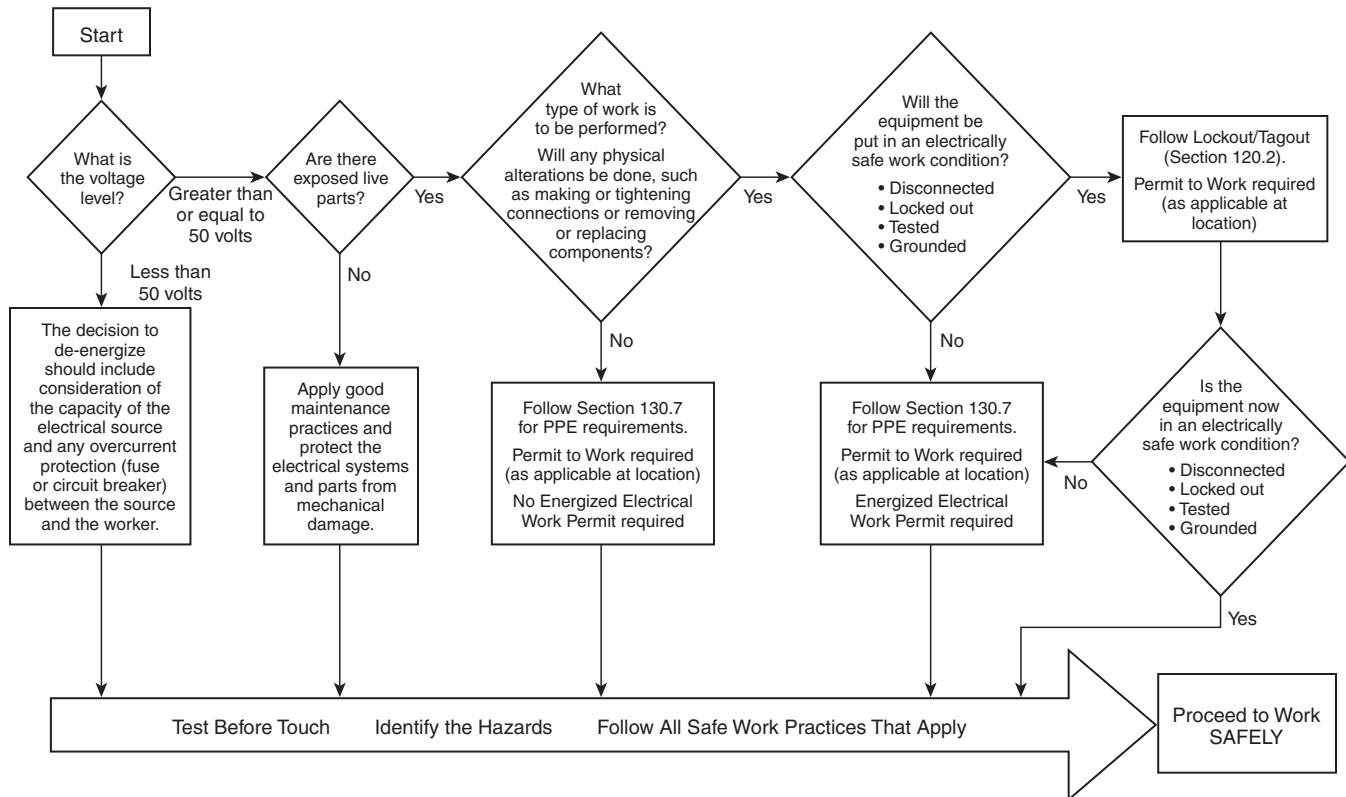 Start
What is
the voltage
level?
Greater than
or equal to
50 volts
Less than
50 volts
The decision to
de-energize
should include
consideration of
the capacity of the
electrical source
and any overcurrent
protection (fuse
or circuit breaker)
between the source
and the worker.
Are there
exposed live
parts?
Yes
No
Apply good
maintenance
practices and
protect the
electrical systems
and parts from
mechanical
damage.
What
type of work is
to be performed?
Will any physical
alterations be done, such
as making or tightening
connections or removing
or replacing
components?
Yes
No
Follow Section 130.7
for PPE requirements.
Permit to Work required
(as applicable at location)
No Energized Electrical
Work Permit required
Will the
equipment be
put in an electrically
safe work condition?
• Disconnected
• Locked out
• Tested
• Grounded
Yes
No
Follow Section 130.7
for PPE requirements.
Permit to Work required
(as applicable at location)
Energized Electrical
Work Permit required
Follow Lockout/Tagout
(Section 120.2).
Permit to Work required
(as applicable at
location)
Is the
equipment now
in an electrically
safe work condition?
• Disconnected
• Locked out
• Tested
• Grounded
No
Yes
Test Before Touch Identify the Hazards Follow All Safe Work Practices That Apply
Proceed to Work
SAFELY